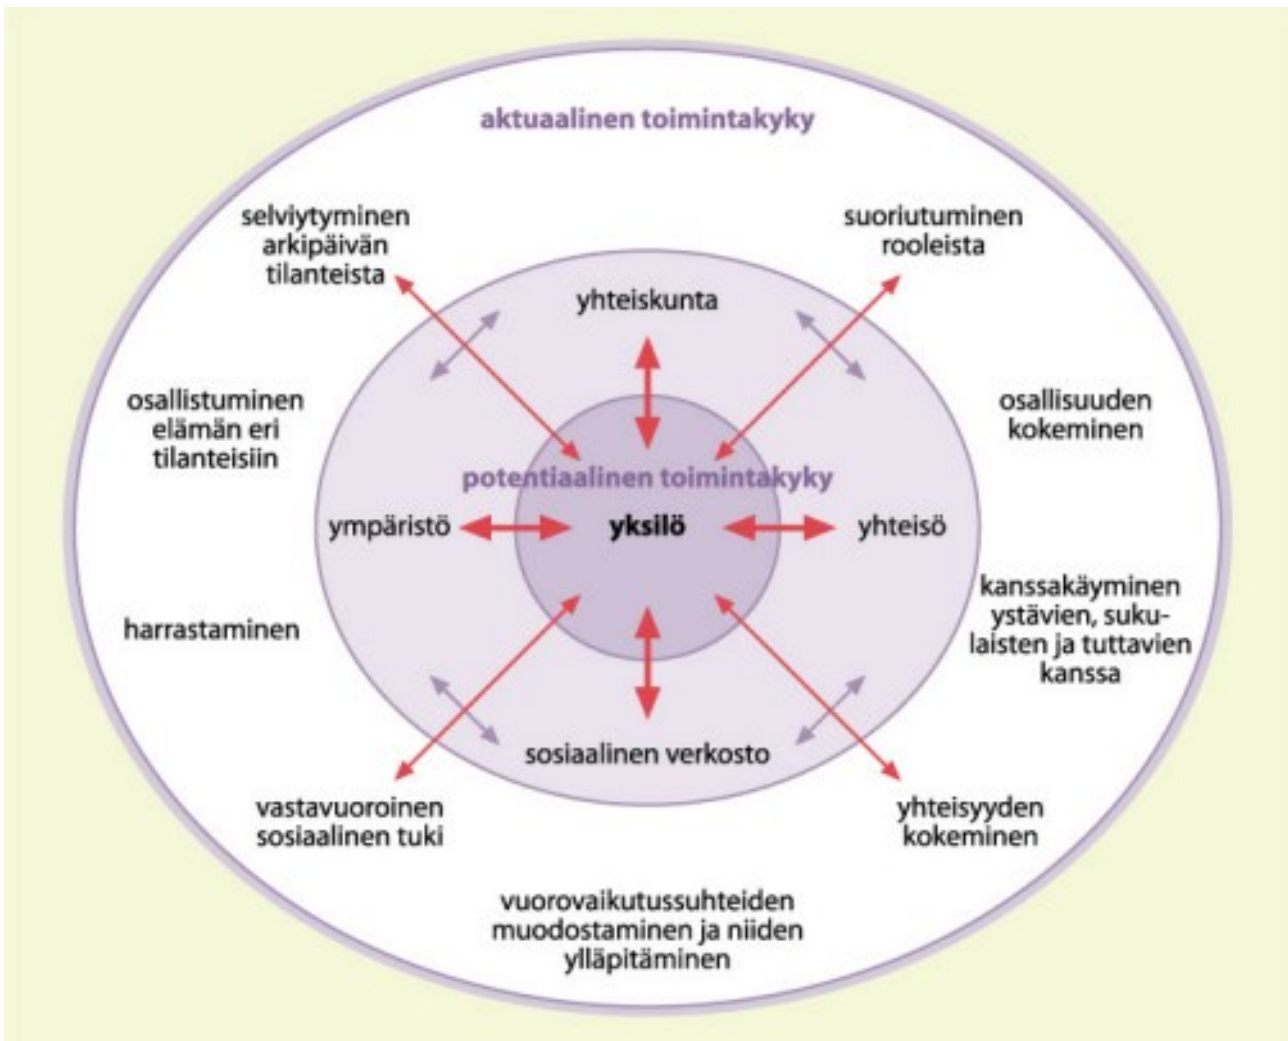 aktuaalinen toimintakyky
selviytyminen
arkipäivän
tilanteista
suoriutuminen
rooleista
yhteiskunta
osallistuminen
elämän eri
tilanteisiin
osallisuuden
kokeminen
potentiaalinen toimintakyky
ympäristö
yksilö
yhteisö
harrastaminen
kanssakäyminen
ystävien, suku-
laisten ja tuttavien
kanssa
sosiaalinen verkosto
vastavuoroinen
sosiaalinen tuki
yhteisyyden
kokeminen
vuorovaikutussuhteiden
muodostaminen ja niiden
ylläpitäminen